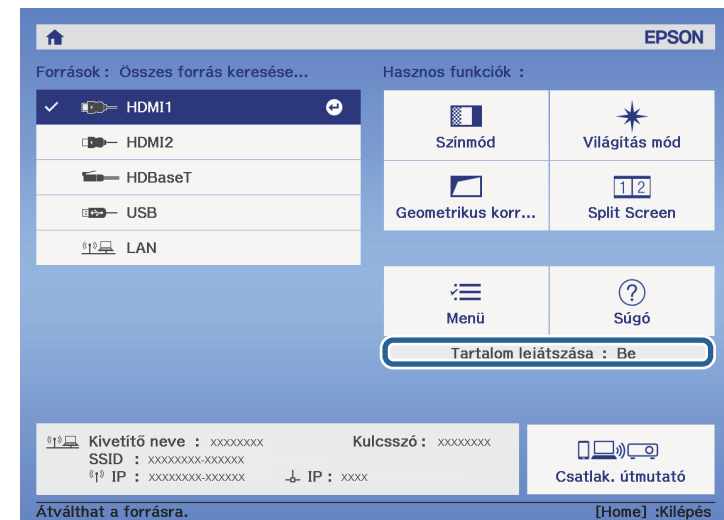 EPSON
Források : Összes forrás keresése...
Hasznos funkciók :
HDMI1
HDMI2
HDBaseT
USB
LAN
Színmód
Világítás mód
Geometrikus korr...
1 2
Split Screen
Menü
?
Súgó
Tartalom lejátszása : Be
Kivetítő neve : xxxxxxxx
Kulcsszó : xxxxxxxx
SSID : xxxxxxxx-xxxxxx
IP : xxxxxxxx-xxxxxx
IP : xxxx
Csatlak. útmutató
Átválthat a forrásra.
[Home] :Kilépés